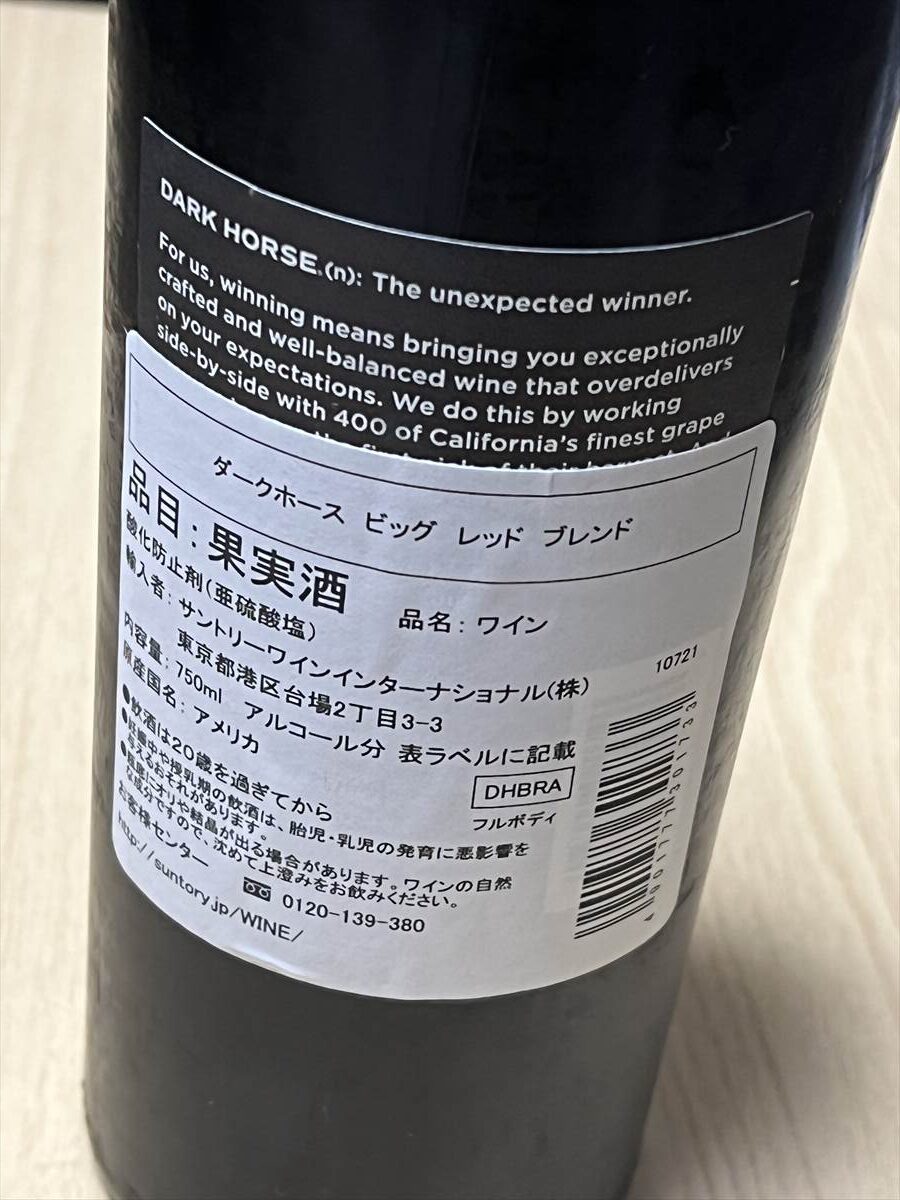 DARK HORSE.(n): The unexpected winner.
For us, winning means bringing you exceptionally
crafted and well-balanced wine that overdelivers
on your expectations. We do this by working
side-by-side with 400 of California's finest grape
ダークホース ビッグ レッド ブレンド
品目:果実酒 品名:ワイン
酸化防止剤(亜硫酸塩)
輸入者:サントリーワインインターナショナル(株)
東京都港区台場2丁目3-3
内容量:750ml アルコール分 表ラベルに記載
原産国名:アメリカ
●飲酒は20歳を過ぎてから
●妊娠中や授乳期の飲酒は、胎児・乳児の発育に悪影響を
与えるおそれがあります。
●瓶底にオリや結晶が出る場合があります。ワインの自然
な成分ですので、沈めて上澄みをお飲みください。
お客様センター 0120-139-380
http://suntory.jp/WINE/
10721
DHBRA
フルボディ
4901777301733